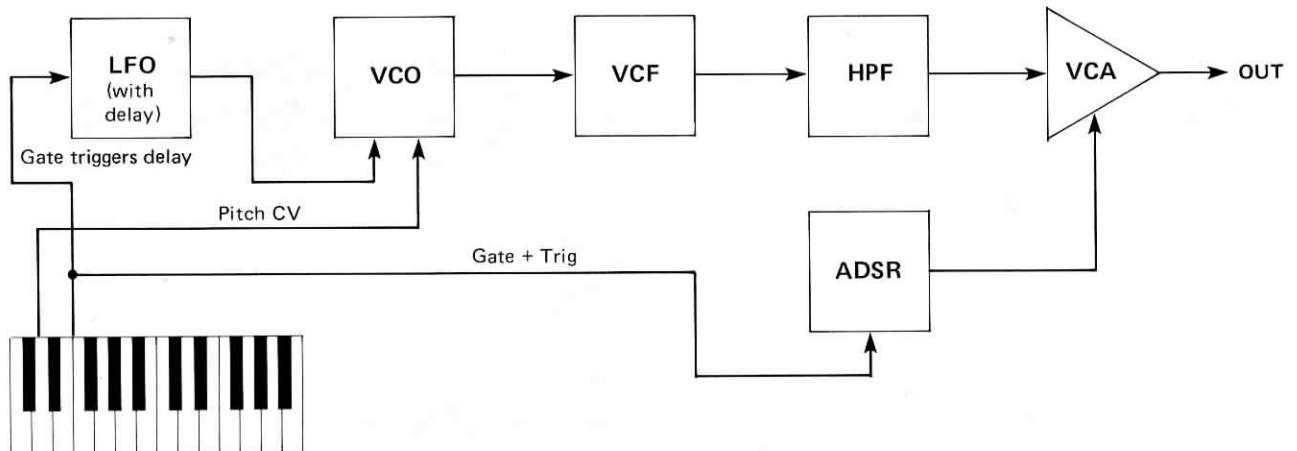 LFO
(with
delay)
VCO
VCF
HPF
VCA
OUT
Gate triggers delay
Pitch CV
Gate + Trig
ADSR